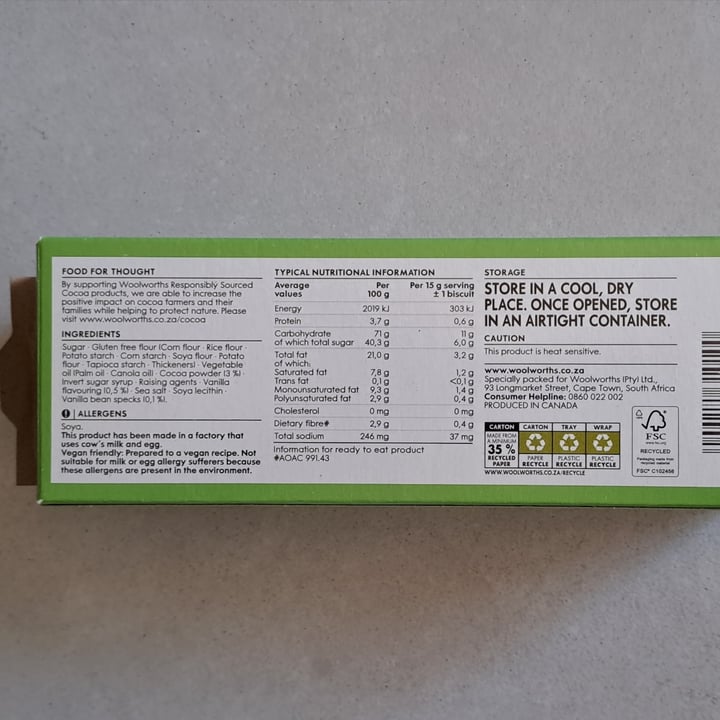 FOOD FOR THOUGHT
By supporting Woolworths Responsibly Sourced
Cocoa products, we are able to increase the
positive impact on cocoa farmers and their
families while helping to protect nature. Please
visit www.woolworths.co.za/cocoa
INGREDIENTS
Sugar · Gluten free flour (Corn flour · Rice flour ·
Potato starch · Corn starch · Soya flour · Potato
flour · Tapioca starch · Thickeners) · Vegetable
oil (Palm oil · Canola oil) · Cocoa powder (3 %) ·
Invert sugar syrup · Raising agents · Vanilla
flavouring (0,5 %) · Sea salt · Soya lecithin ·
Vanilla bean specks (0,1 %).
! | ALLERGENS
Soya.
This product has been made in a factory that
uses cow's milk and egg.
Vegan friendly: Prepared to a vegan recipe. Not
suitable for milk or egg allergy sufferers because
these allergens are present in the environment.
TYPICAL NUTRITIONAL INFORMATION
Average values Per 100 g Per 15 g serving ± 1 biscuit
Energy 2019 kJ 303 kJ
Protein 3,7 g 0,6 g
Carbohydrate 71 g 11 g
of which total sugar 40,3 g 6,0 g
Total fat 21,0 g 3,2 g
of which:
Saturated fat 7,8 g 1,2 g
Trans fat 0,1 g <0,1 g
Monounsaturated fat 9,3 g 1,4 g
Polyunsaturated fat 2,9 g 0,4 g
Cholesterol 0 mg 0 mg
Dietary fibre# 2,9 g 0,4 g
Total sodium 246 mg 37 mg
Information for ready to eat product
#AOAC 991.43
STORAGE
STORE IN A COOL, DRY
PLACE. ONCE OPENED, STORE
IN AN AIRTIGHT CONTAINER.
CAUTION
This product is heat sensitive.
www.woolworths.co.za
Specially packed for Woolworths (Pty) Ltd.,
93 Longmarket Street, Cape Town, South Africa
Consumer Helpline: 0860 022 002
PRODUCED IN CANADA
CARTON CARTON TRAY WRAP
MADE FROM
A MINIMUM
35 %
RECYCLED
PAPER
PAPER PLASTIC PLASTIC
RECYCLE RECYCLE RECYCLE
WWW.WOOLWORTHS.CO.ZA/RECYCLE
FSC
www.fsc.org
RECYCLED
Packaging made from
recycled material
FSC® C102456